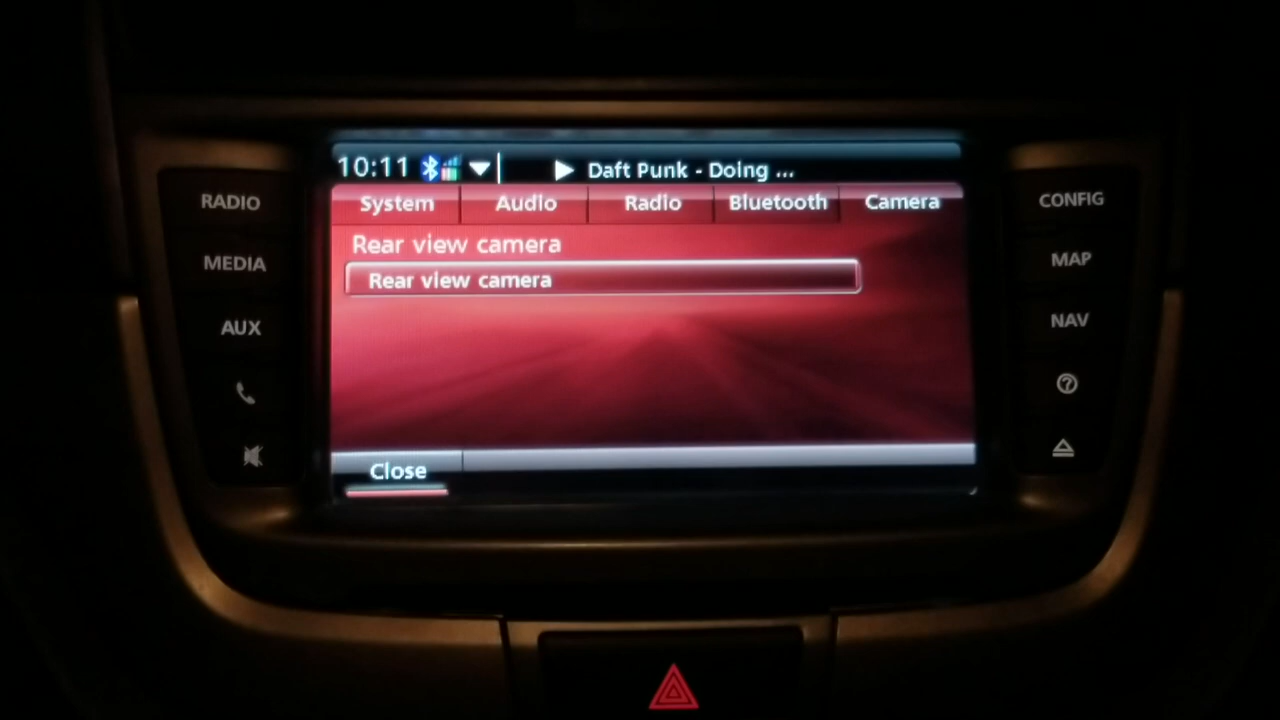 10:11 Daft Punk - Doing ...
System Audio Radio Bluetooth Camera
Rear view camera
Rear view camera
Close
RADIO
MEDIA
AUX
CONFIG
MAP
NAV
?